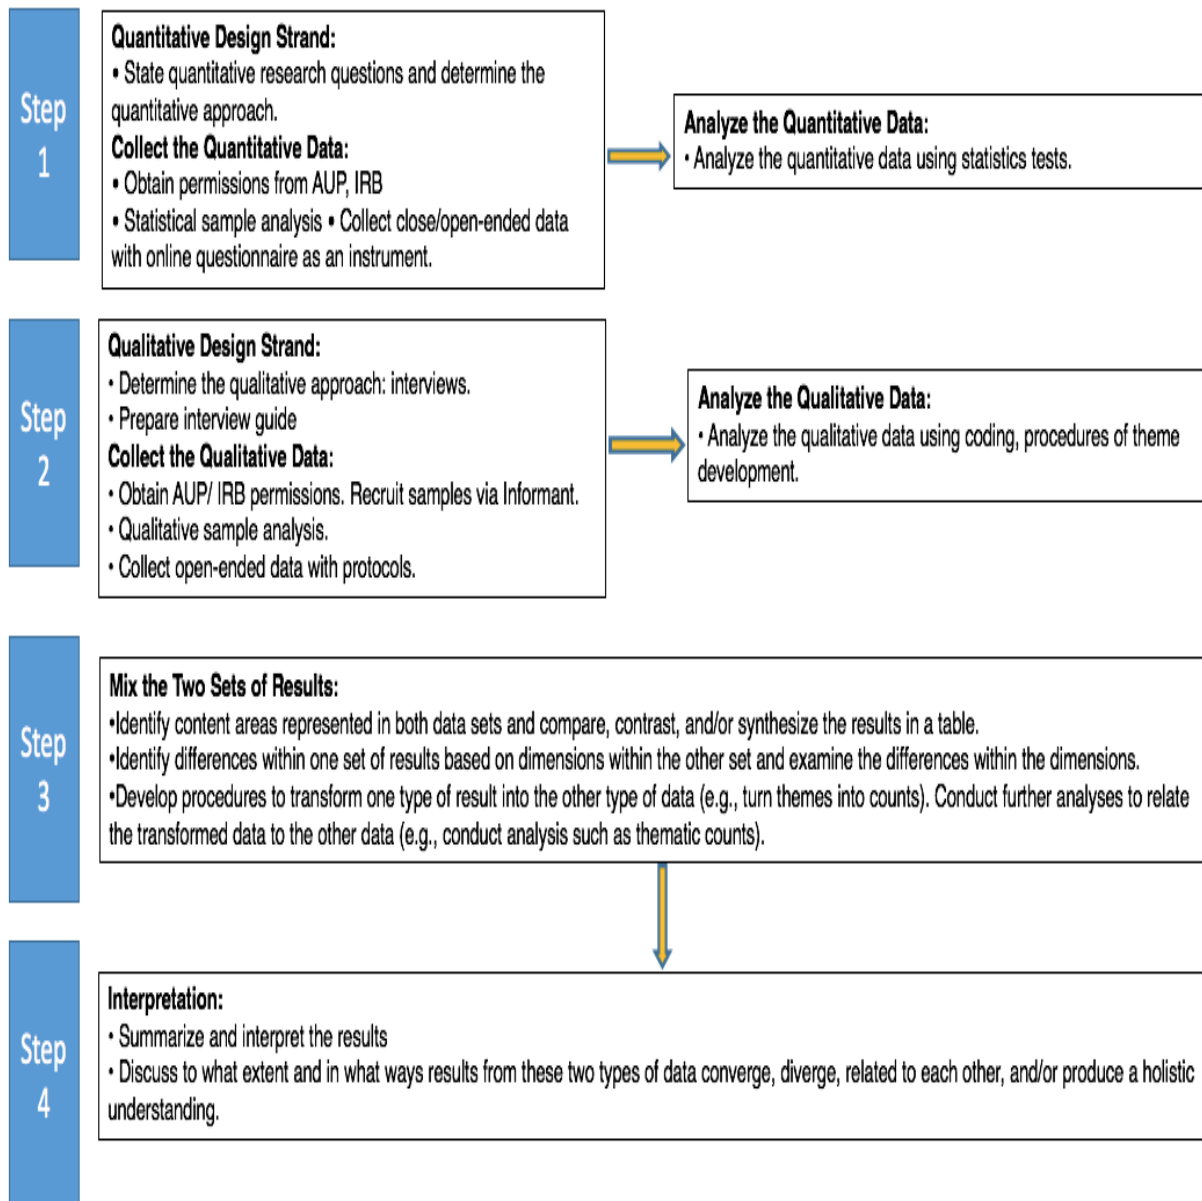 Step
1
Quantitative Design Strand:
• State quantitative research questions and determine the
quantitative approach.
Collect the Quantitative Data:
• Obtain permissions from AUP, IRB
• Statistical sample analysis • Collect close/open-ended data
with online questionnaire as an instrument.
Analyze the Quantitative Data:
• Analyze the quantitative data using statistics tests.
Step
2
Qualitative Design Strand:
• Determine the qualitative approach: interviews.
• Prepare interview guide
Collect the Qualitative Data:
• Obtain AUP/ IRB permissions. Recruit samples via Informant.
• Qualitative sample analysis.
• Collect open-ended data with protocols.
Analyze the Qualitative Data:
• Analyze the qualitative data using coding, procedures of theme
development.
Step
3
Mix the Two Sets of Results:
•Identify content areas represented in both data sets and compare, contrast, and/or synthesize the results in a table.
•Identify differences within one set of results based on dimensions within the other set and examine the differences within the dimensions.
•Develop procedures to transform one type of result into the other type of data (e.g., turn themes into counts). Conduct further analyses to relate
the transformed data to the other data (e.g., conduct analysis such as thematic counts).
Step
4
Interpretation:
• Summarize and interpret the results
• Discuss to what extent and in what ways results from these two types of data converge, diverge, related to each other, and/or produce a holistic
understanding.